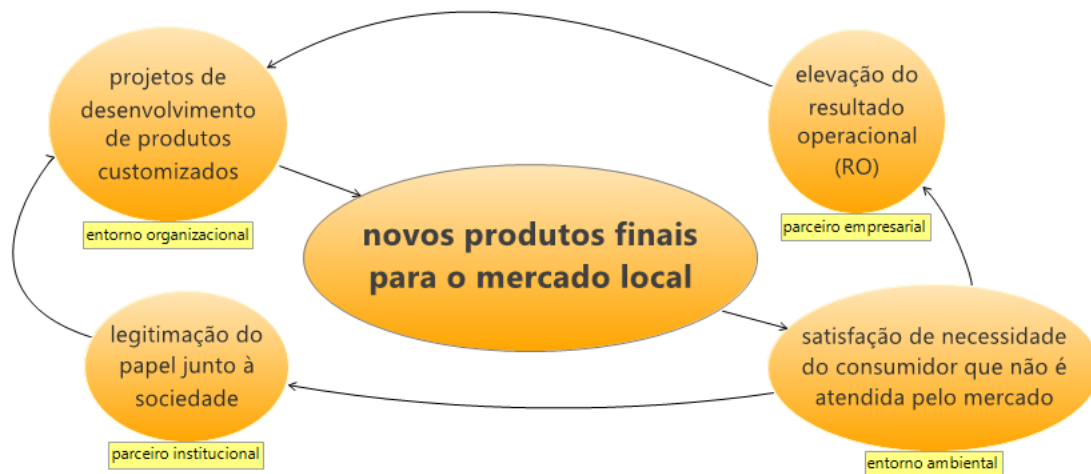 projetos de
desenvolvimento
de produtos
customizados
entorno organizacional
elevação do
resultado
operacional
(RO)
parceiro empresarial
novos produtos finais
para o mercado local
legitimação do
papel junto à
sociedade
parceiro institucional
satisfação de necessidade
do consumidor que não é
atendida pelo mercado
entorno ambiental